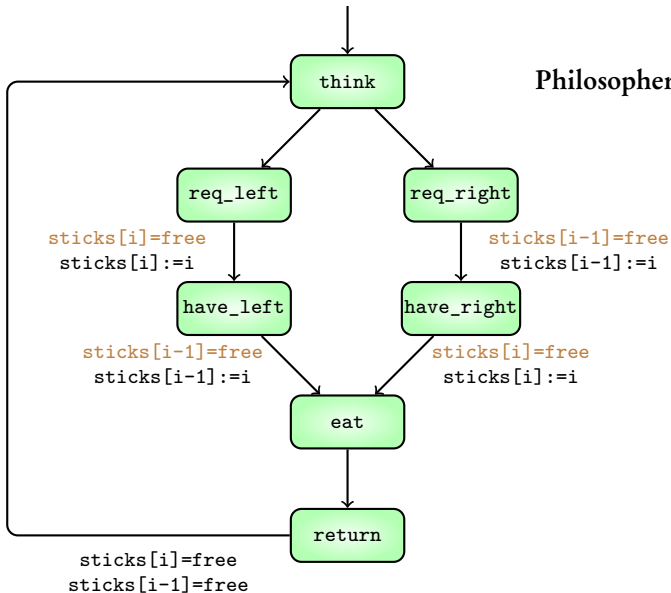 think
Philosopher
req_left
req_right
sticks[i]=free
sticks[i]:=i
sticks[i-1]=free
sticks[i-1]:=i
have_left
have_right
sticks[i-1]=free
sticks[i-1]:=i
sticks[i]=free
sticks[i]:=i
eat
return
sticks[i]=free
sticks[i-1]=free